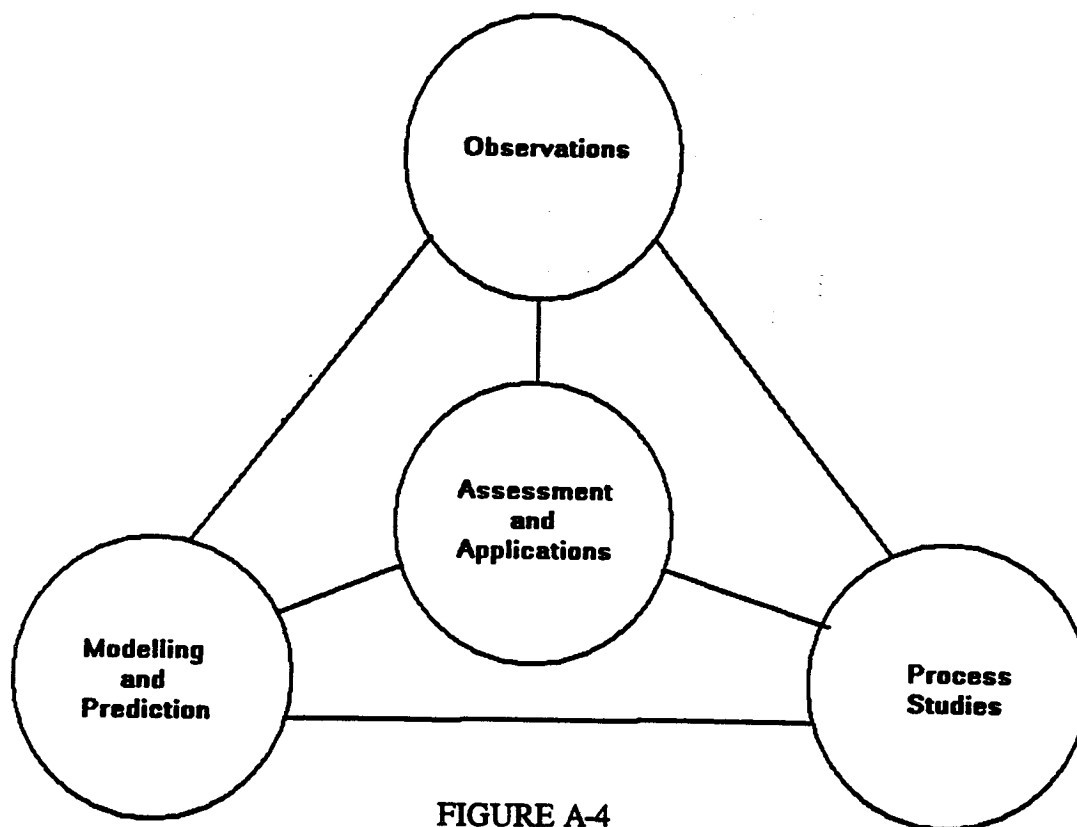 Observations
Assessment
and
Applications
Modelling
and
Prediction
Process
Studies
FIGURE A-4